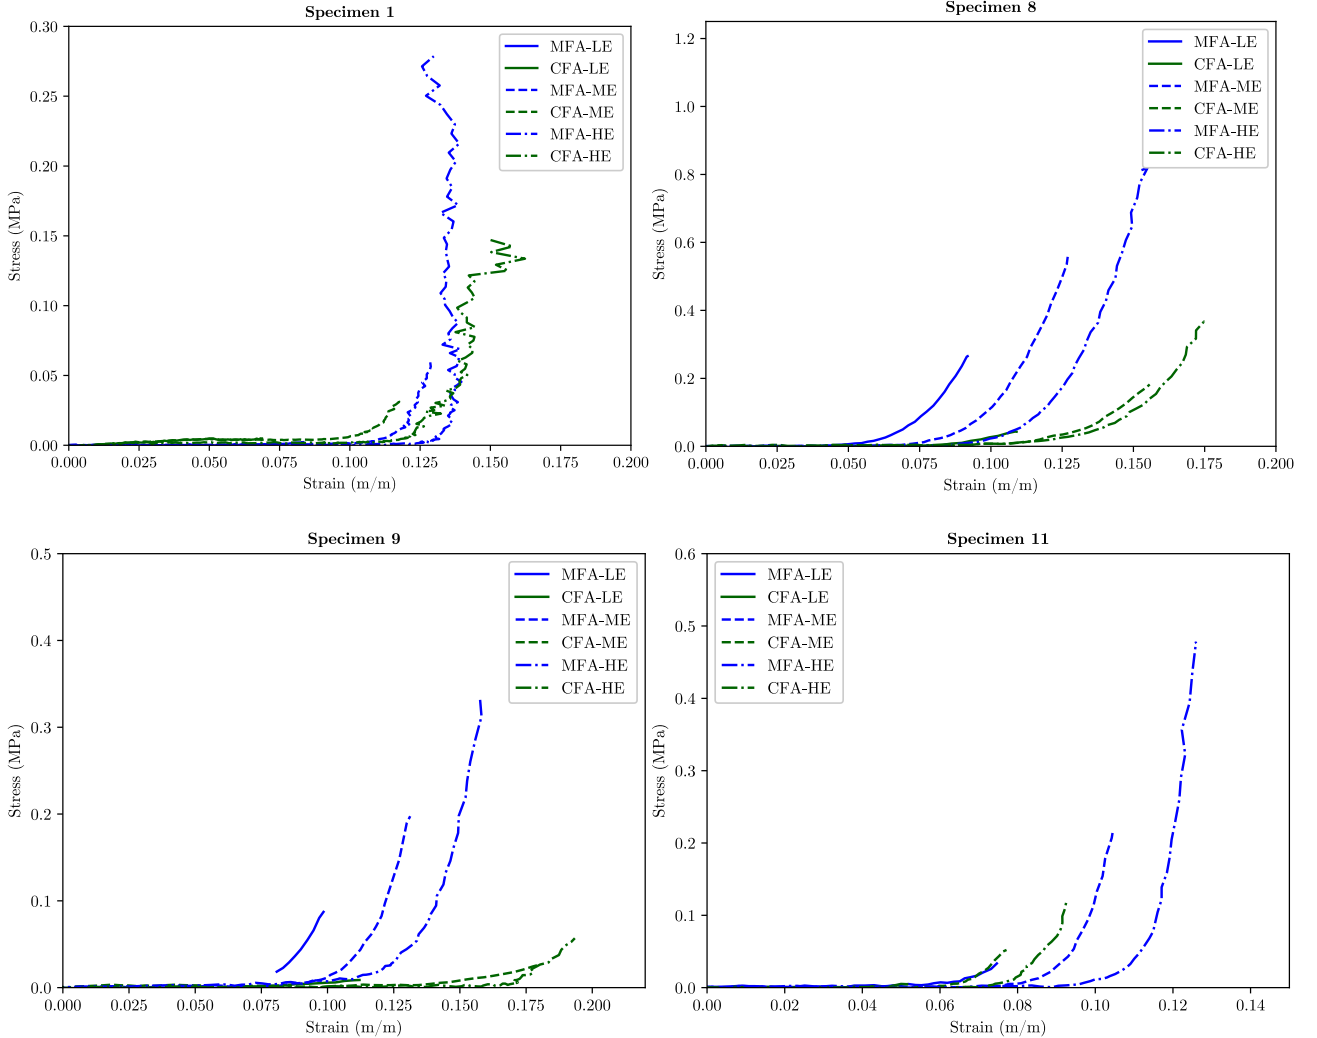 Specimen 1
0.30
0.25
0.20
0.15
0.10
0.05
0.00
Stress (MPa)
MFA-LE
CFA-LE
MFA-ME
CFA-ME
MFA-HE
CFA-HE
0.000 0.025 0.050 0.075 0.100 0.125 0.150 0.175 0.200
Strain (m/m)
Specimen 8
1.2
1.0
0.8
0.6
0.4
0.2
0.0
Stress (MPa)
MFA-LE
CFA-LE
MFA-ME
CFA-ME
MFA-HE
CFA-HE
0.000 0.025 0.050 0.075 0.100 0.125 0.150 0.175 0.200
Strain (m/m)
Specimen 9
0.5
0.4
0.3
0.2
0.1
0.0
Stress (MPa)
MFA-LE
CFA-LE
MFA-ME
CFA-ME
MFA-HE
CFA-HE
0.000 0.025 0.050 0.075 0.100 0.125 0.150 0.175 0.200
Strain (m/m)
Specimen 11
0.6
0.5
0.4
0.3
0.2
0.1
0.0
Stress (MPa)
MFA-LE
CFA-LE
MFA-ME
CFA-ME
MFA-HE
CFA-HE
0.00 0.02 0.04 0.06 0.08 0.10 0.12 0.14
Strain (m/m)